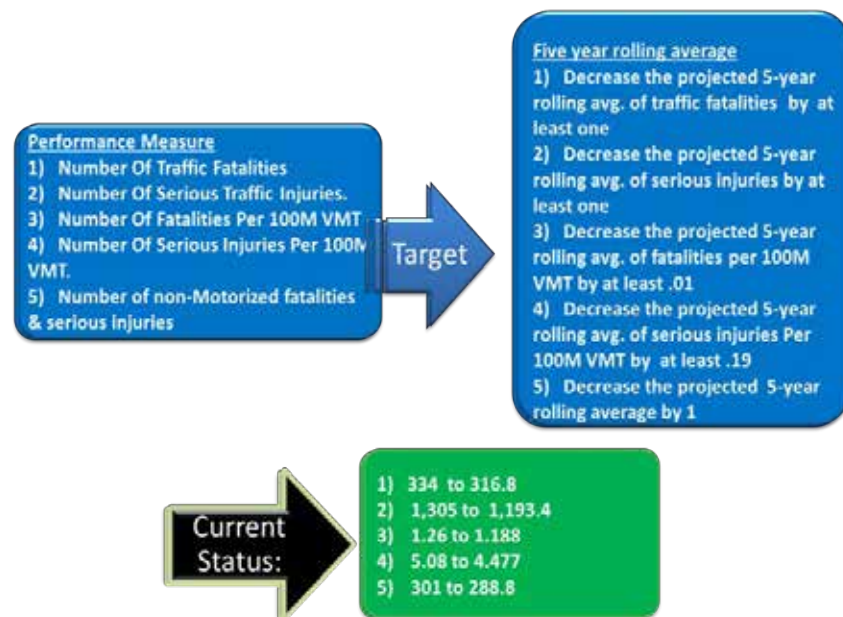 Performance Measure
1) Number Of Traffic Fatalities
2) Number Of Serious Traffic Injuries.
3) Number Of Fatalities Per 100M VMT
4) Number Of Serious Injuries Per 100M
VMT.
5) Number of non-Motorized fatalities
& serious injuries
Target
Five year rolling average
1) Decrease the projected 5-year
rolling avg. of traffic fatalities by at
least one
2) Decrease the projected 5-year
rolling avg. of serious injuries by at
least one
3) Decrease the projected 5-year
rolling avg. of fatalities per 100M
VMT by at least .01
4) Decrease the projected 5-year
rolling avg. of serious injuries Per
100M VMT by at least .19
5) Decrease the projected 5-year
rolling average by 1
Current
Status:
1) 334 to 316.8
2) 1,305 to 1,193.4
3) 1.26 to 1.188
4) 5.08 to 4.477
5) 301 to 288.8